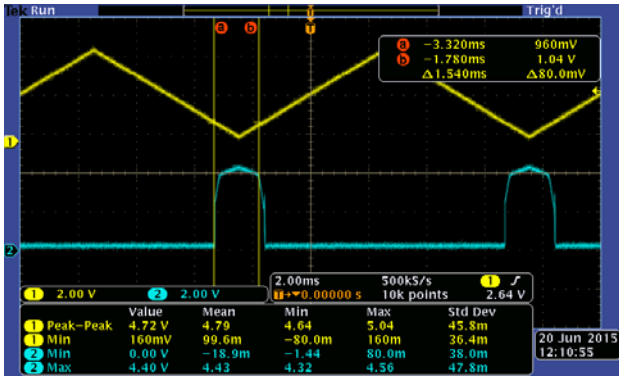 Tek Run Trig'd
a b T
a −3.320ms 960mV
b −1.780ms 1.04 V
Δ1.540ms Δ80.0mV
1
2
1 2.00 V 2 2.00 V
2.00ms 500kS/s 1
T→▼0.00000 s 10k points 2.64 V
Value Mean Min Max Std Dev
1 Peak−Peak 4.72 V 4.79 4.64 5.04 45.8m
1 Min 160mV 99.6m −80.0m 160m 36.4m
2 Min 0.00 V −18.9m −1.44 80.0m 38.0m
2 Max 4.40 V 4.43 4.32 4.56 47.8m
20 Jun 2015
12:10:55